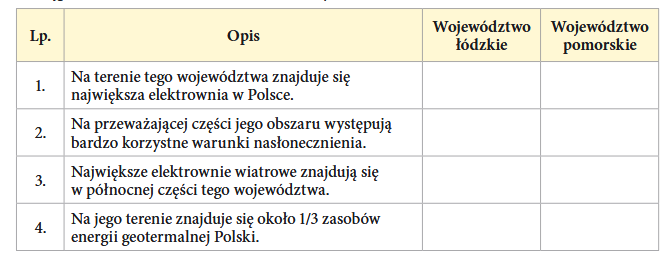 Lp.
Opis
Województwo
łódzkie
Województwo
pomorskie
1.
Na terenie tego województwa znajduje się
największa elektrownia w Polsce.
2.
Na przeważającej części jego obszaru występują
bardzo korzystne warunki nasłonecznienia.
3.
Największe elektrownie wiatrowe znajdują się
w północnej części tego województwa.
4.
Na jego terenie znajduje się około 1/3 zasobów
energii geotermalnej Polski.